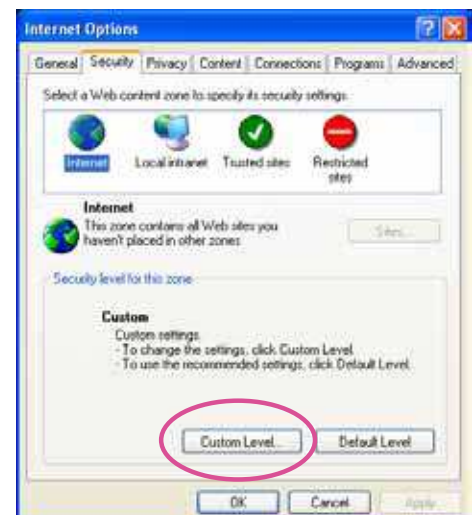 Internet Options
General Security Privacy Content Connections Programs Advanced
Select a Web content zone to specify its security settings.
Internet Local intranet Trusted sites Restricted
sites
Internet
This zone contains all Web sites you
haven't placed in other zones
Sites...
Security level for this zone
Custom
Custom settings.
- To change the settings, click Custom Level.
- To use the recommended settings, click Default Level.
Custom Level... Default Level
OK Cancel Apply